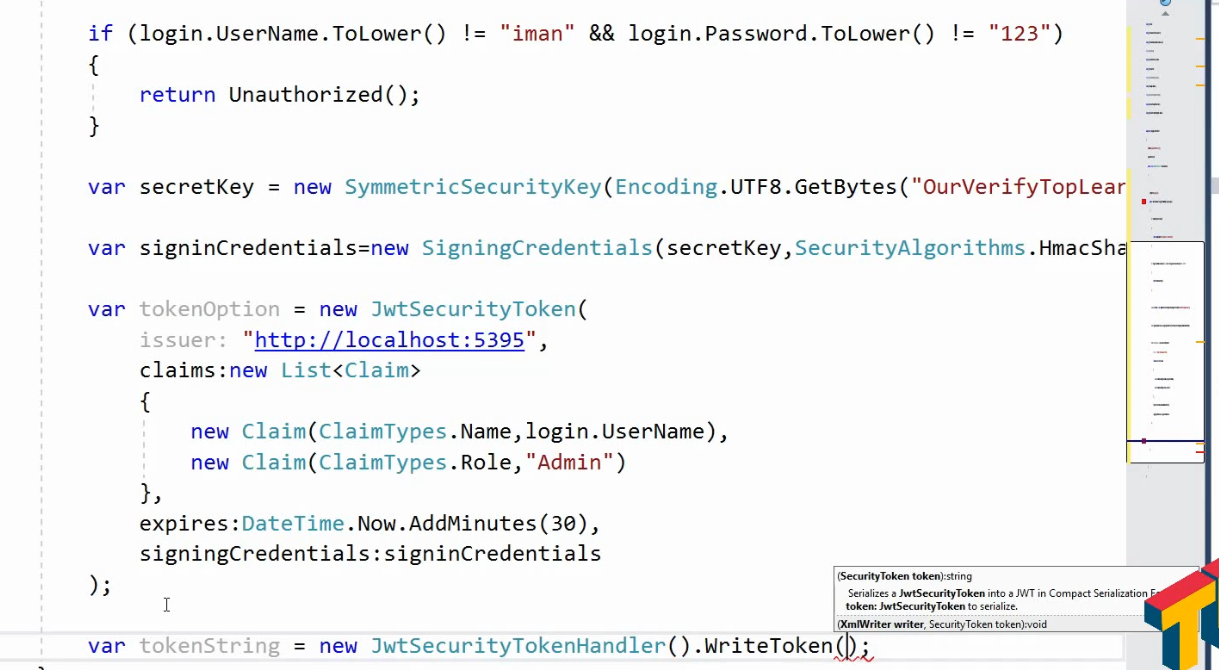 if (login.UserName.ToLower() != "iman" && login.Password.ToLower() != "123")
{
return Unauthorized();
}
var secretKey = new SymmetricSecurityKey(Encoding.UTF8.GetBytes("OurVerifyTopLear
var signinCredentials=new SigningCredentials(secretKey,SecurityAlgorithms.HmacSha
var tokenOption = new JwtSecurityToken(
issuer: "http://localhost:5395",
claims:new List<Claim>
{
new Claim(ClaimTypes.Name,login.UserName),
new Claim(ClaimTypes.Role,"Admin")
},
expires:DateTime.Now.AddMinutes(30),
signingCredentials:signinCredentials
);
(SecurityToken token):string
Serializes a JwtSecurityToken into a JWT in Compact Serialization
token: JwtSecurityToken to serialize.
(XmlWriter writer, SecurityToken token):void
var tokenString = new JwtSecurityTokenHandler().WriteToken();
}